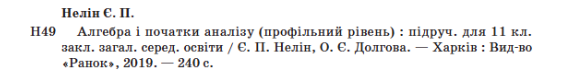 Нелін Є. П.
Н49 Алгебра і початки аналізу (профільний рівень) : підруч. для 11 кл.
закл. загал. серед. освіти / Є. П. Нелін, О. Є. Долгова. — Харків : Вид-во
«Ранок», 2019. — 240 с.